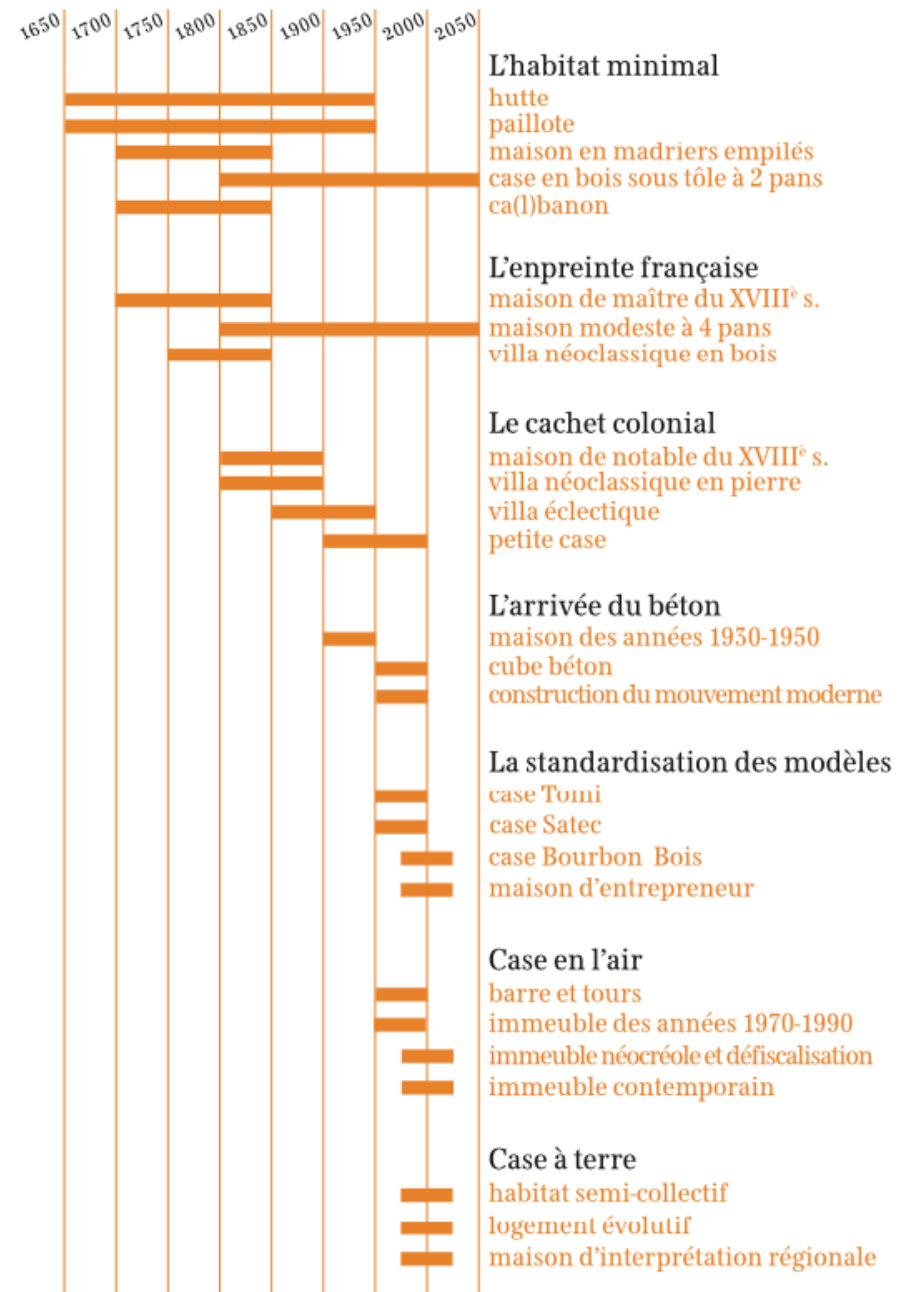 1650 1700 1750 1800 1850 1900 1950 2000 2050
L'habitat minimal
hutte
paillote
maison en madriers empilés
case en bois sous tôle à 2 pans
ca(l)banon
L'enpreinte française
maison de maître du XVIIIè s.
maison modeste à 4 pans
villa néoclassique en bois
Le cachet colonial
maison de notable du XVIIIè s.
villa néoclassique en pierre
villa éclectique
petite case
L'arrivée du béton
maison des années 1930-1950
cube béton
construction du mouvement moderne
La standardisation des modèles
case Tomi
case Satec
case Bourbon Bois
maison d'entrepreneur
Case en l'air
barre et tours
immeuble des années 1970-1990
immeuble néocréole et défiscalisation
immeuble contemporain
Case à terre
habitat semi-collectif
logement évolutif
maison d'interprétation régionale